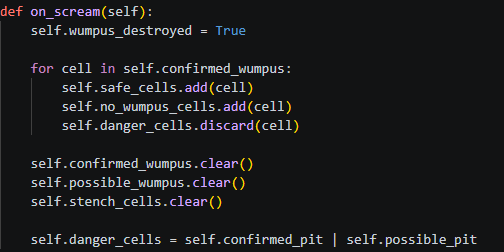 def on_scream(self):
    self.wumpus_destroyed = True

    for cell in self.confirmed_wumpus:
        self.safe_cells.add(cell)
        self.no_wumpus_cells.add(cell)
        self.danger_cells.discard(cell)

    self.confirmed_wumpus.clear()
    self.possible_wumpus.clear()
    self.stench_cells.clear()

    self.danger_cells = self.confirmed_pit | self.possible_pit